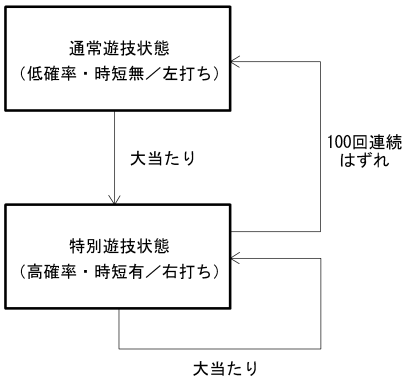 通常遊技状態
（低確率・時短無／左打ち）
大当たり
100回連続
はずれ
特別遊技状態
（高確率・時短有／右打ち）
大当たり